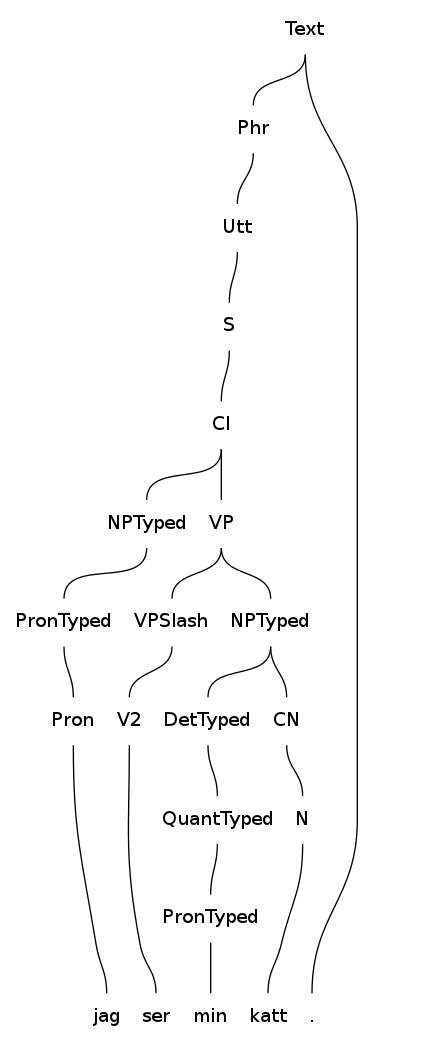 Text
Phr
Utt
S
Cl
NPTyped VP
PronTyped VPSlash NPTyped
Pron V2 DetTyped CN
QuantTyped N
PronTyped
jag ser min katt .